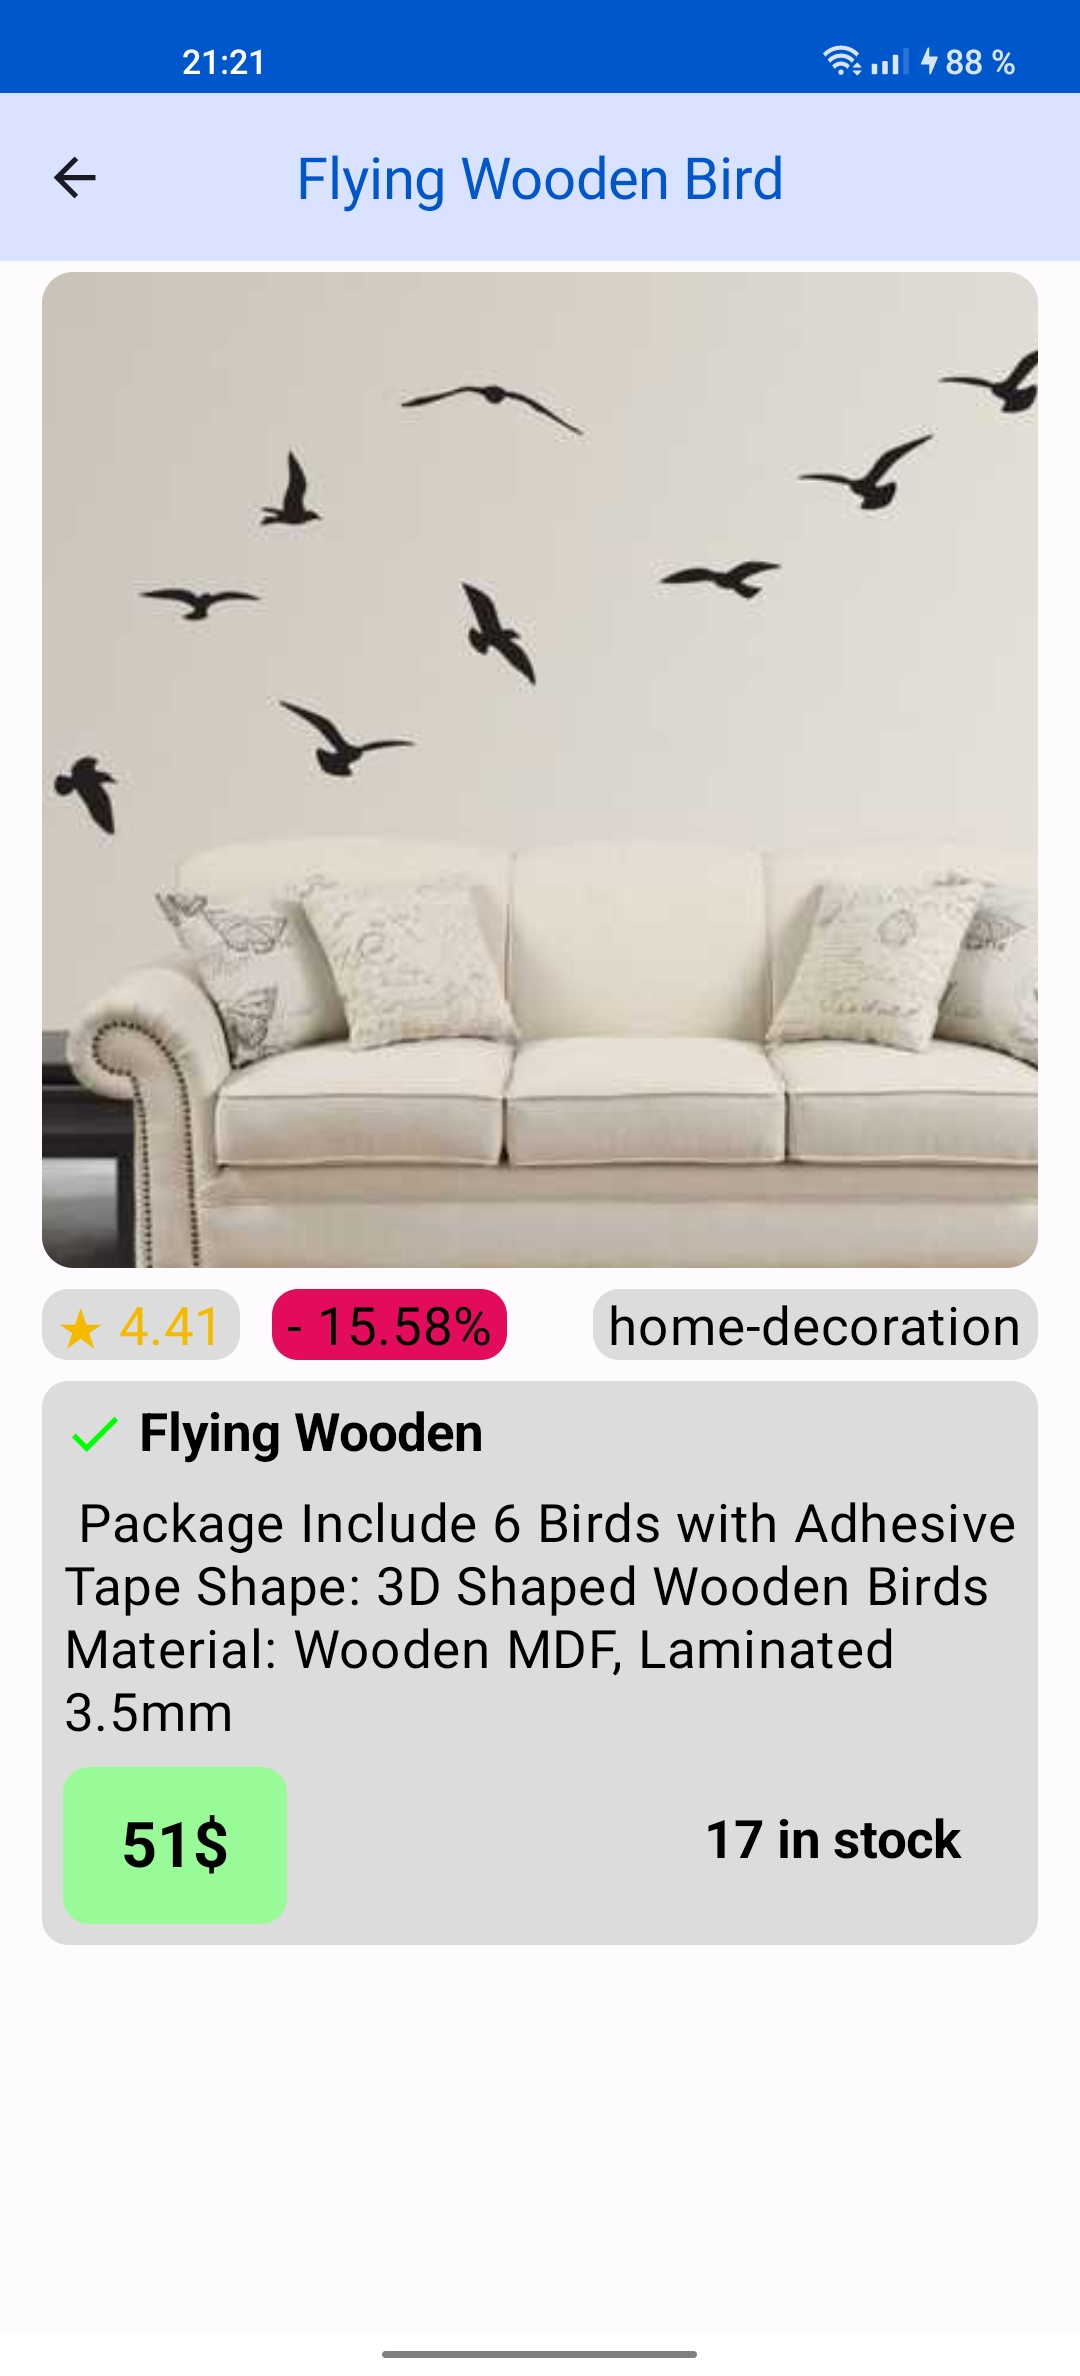 21:21 88 %
Flying Wooden Bird
★ 4.41 - 15.58% home-decoration
Flying Wooden
Package Include 6 Birds with Adhesive
Tape Shape: 3D Shaped Wooden Birds
Material: Wooden MDF, Laminated
3.5mm
51$ 17 in stock